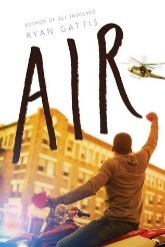 AUTHOR OF ALL INVOLVED
RYAN GATTIS
AIR